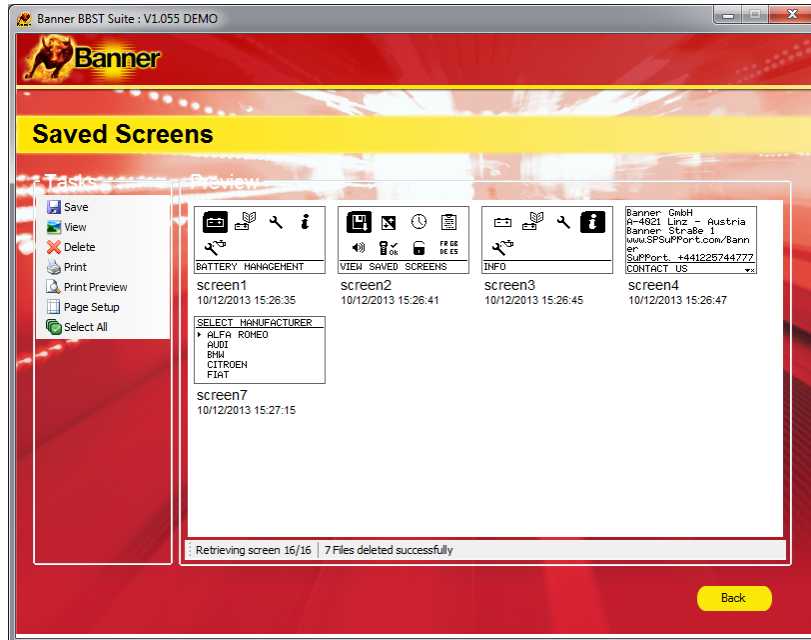 Banner BBST Suite : V1.055 DEMO
Banner
Saved Screens
Tasks
Save
View
Delete
Print
Print Preview
Page Setup
Select All
Preview
BATTERY MANAGEMENT
screen1
10/12/2013 15:26:35
Ok
FR GB
DE ES
VIEW SAVED SCREENS
screen2
10/12/2013 15:26:41
INFO
screen3
10/12/2013 15:26:45
Banner GmbH
A-4021 Linz - Austria
Banner Straße 1
www.SPSuPPort.com/Bann
er
SuPPort. +441225744777
CONTACT US
screen4
10/12/2013 15:26:47
SELECT MANUFACTURER
ALFA ROMEO
AUDI
BMW
CITROEN
FIAT
screen7
10/12/2013 15:27:15
Retrieving screen 16/16 7 Files deleted successfully
Back